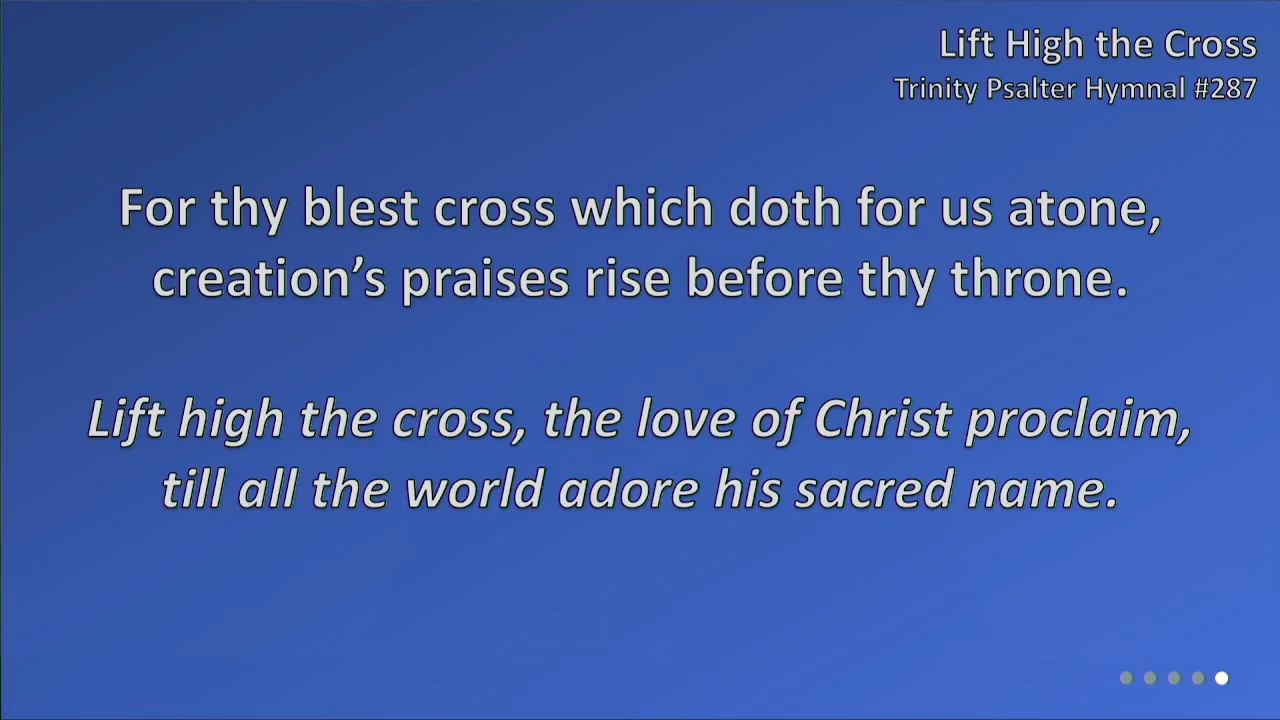 Lift High the Cross
Trinity Psalter Hymnal #287
For thy blest cross which doth for us atone,
creation’s praises rise before thy throne.
Lift high the cross, the love of Christ proclaim,
till all the world adore his sacred name.